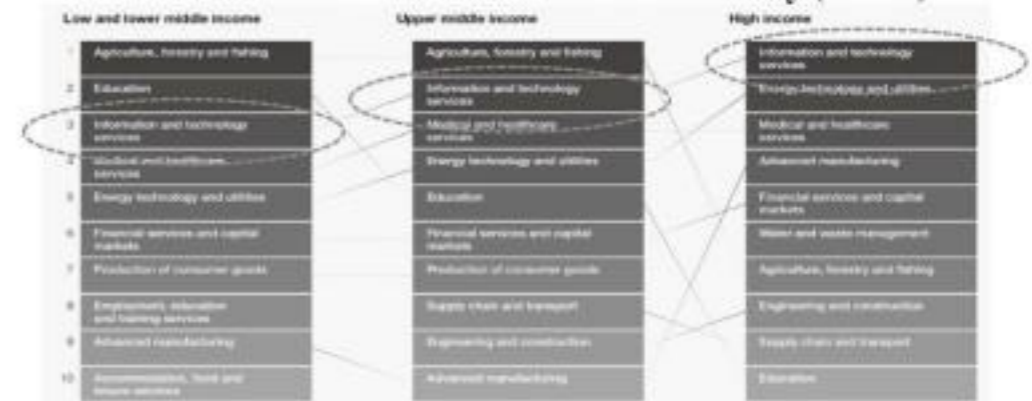 Low and lower middle income
Upper middle income
High income
1
Agriculture, forestry and fishing
2
Education
3
Information and technology
services
4
Medical and healthcare
services
5
Energy technology and utilities
6
Financial services and capital
markets
7
Production of consumer goods
8
Employment, education
and training services
9
Advanced manufacturing
10
Accommodation, food and
leisure services
Agriculture, forestry and fishing
Information and technology
services
Medical and healthcare
services
Energy technology and utilities
Education
Financial services and capital
markets
Production of consumer goods
Supply chain and transport
Engineering and construction
Advanced manufacturing
Information and technology
services
Energy technology and utilities
Medical and healthcare
services
Advanced manufacturing
Financial services and capital
markets
Water and waste management
Agriculture, forestry and fishing
Engineering and construction
Supply chain and transport
Education